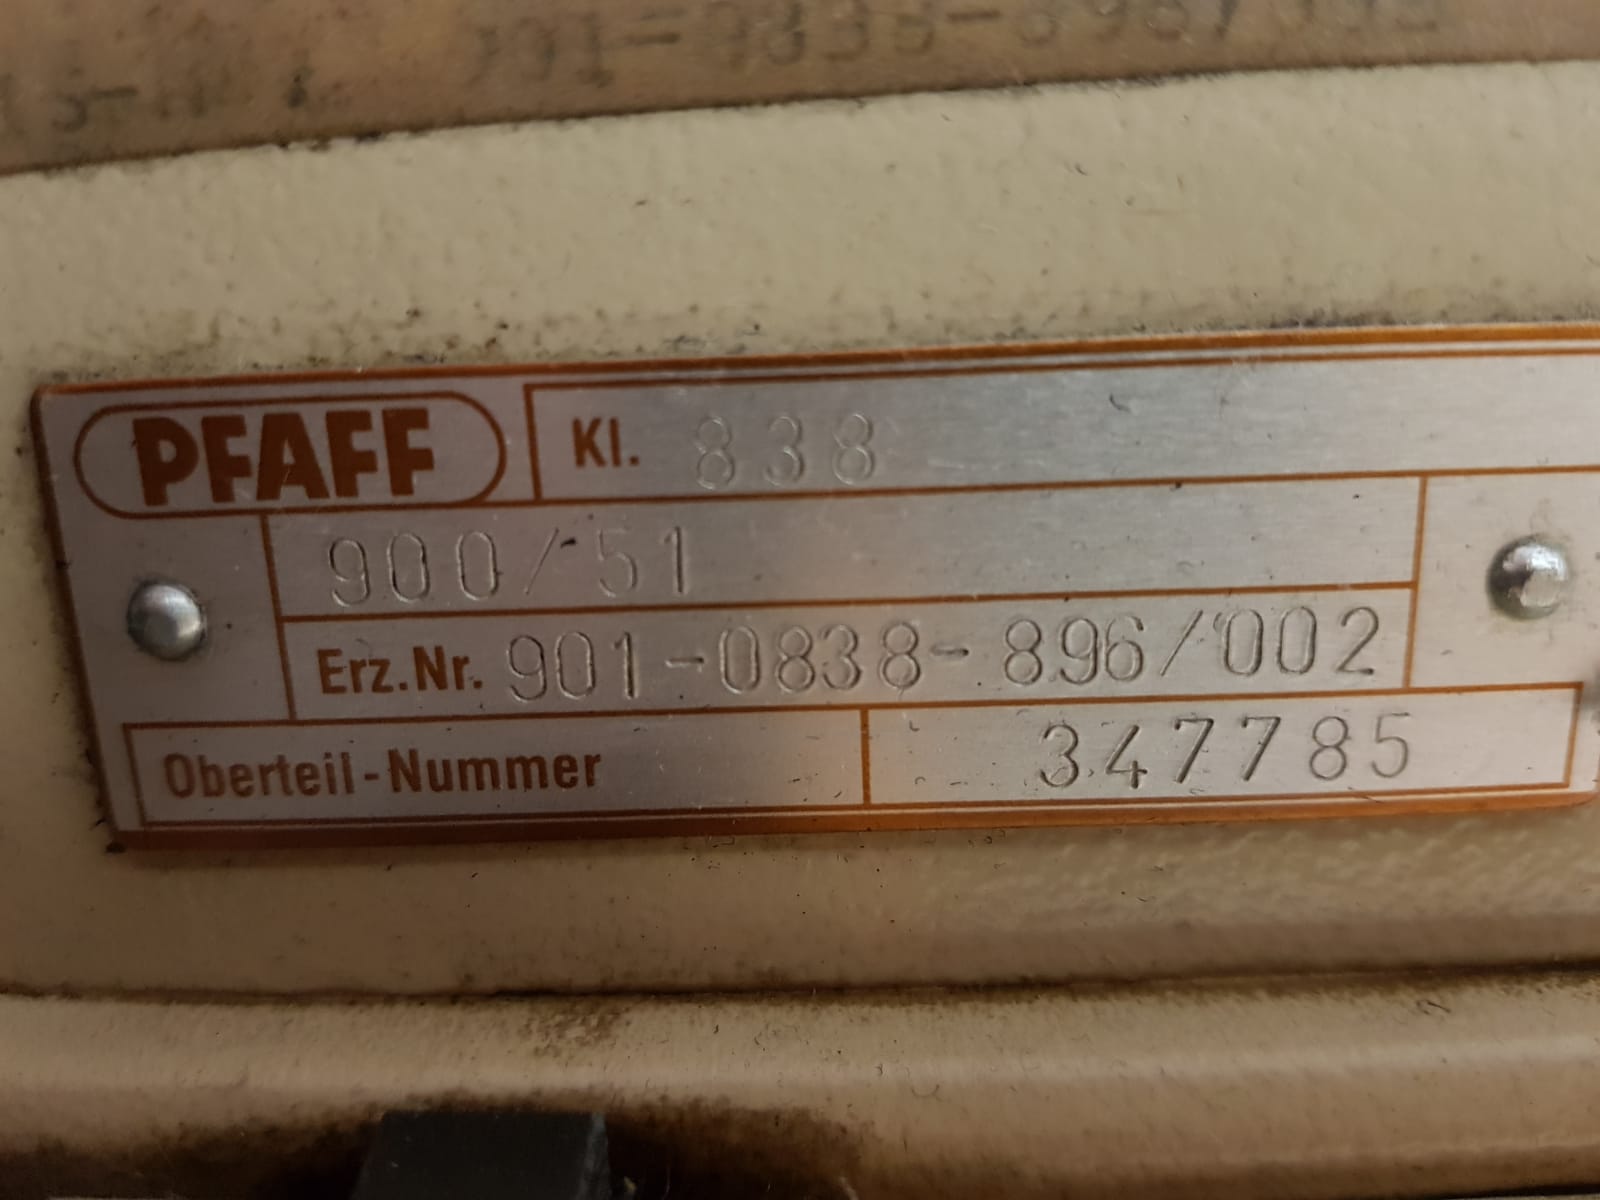 PFAFF Kl. 838
900/51
Erz.Nr. 901-0838-896/002
Oberteil-Nummer 347785